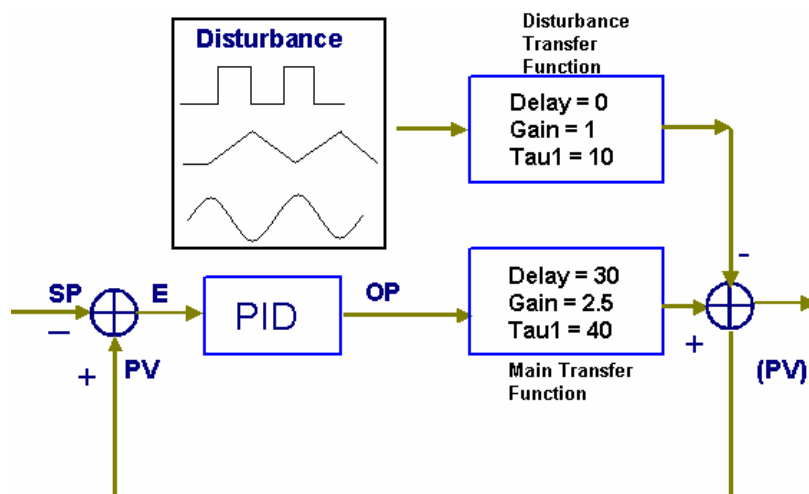 Disturbance
Disturbance
Transfer
Function
Delay = 0
Gain = 1
Tau1 = 10
-
SP
E
PID
OP
Delay = 30
Gain = 2.5
Tau1 = 40
−
+
PV
+
(PV)
Main Transfer
Function